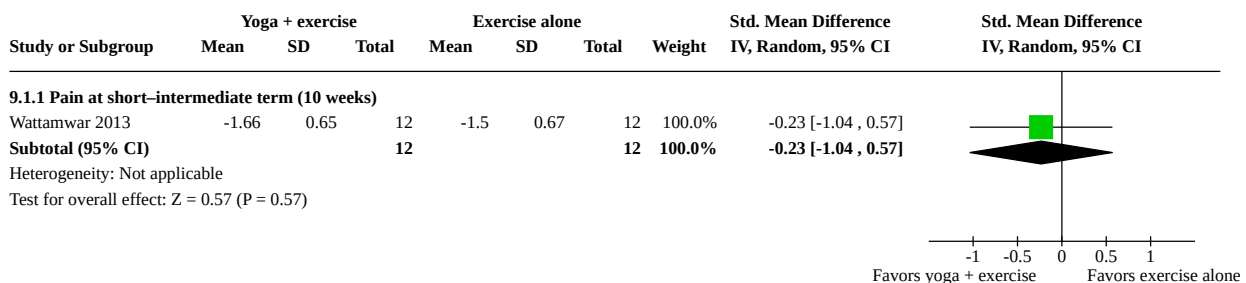 Yoga + exercise Exercise alone Std. Mean Difference Std. Mean Difference
Study or Subgroup Mean SD Total Mean SD Total Weight IV, Random, 95% CI IV, Random, 95% CI
9.1.1 Pain at short–intermediate term (10 weeks)
Wattamwar 2013 -1.66 0.65 12 -1.5 0.67 12 100.0% -0.23 [-1.04 , 0.57]
Subtotal (95% CI) 12 12 100.0% -0.23 [-1.04 , 0.57]
Heterogeneity: Not applicable
Test for overall effect: Z = 0.57 (P = 0.57)
-1 -0.5 0 0.5 1
Favors yoga + exercise Favors exercise alone